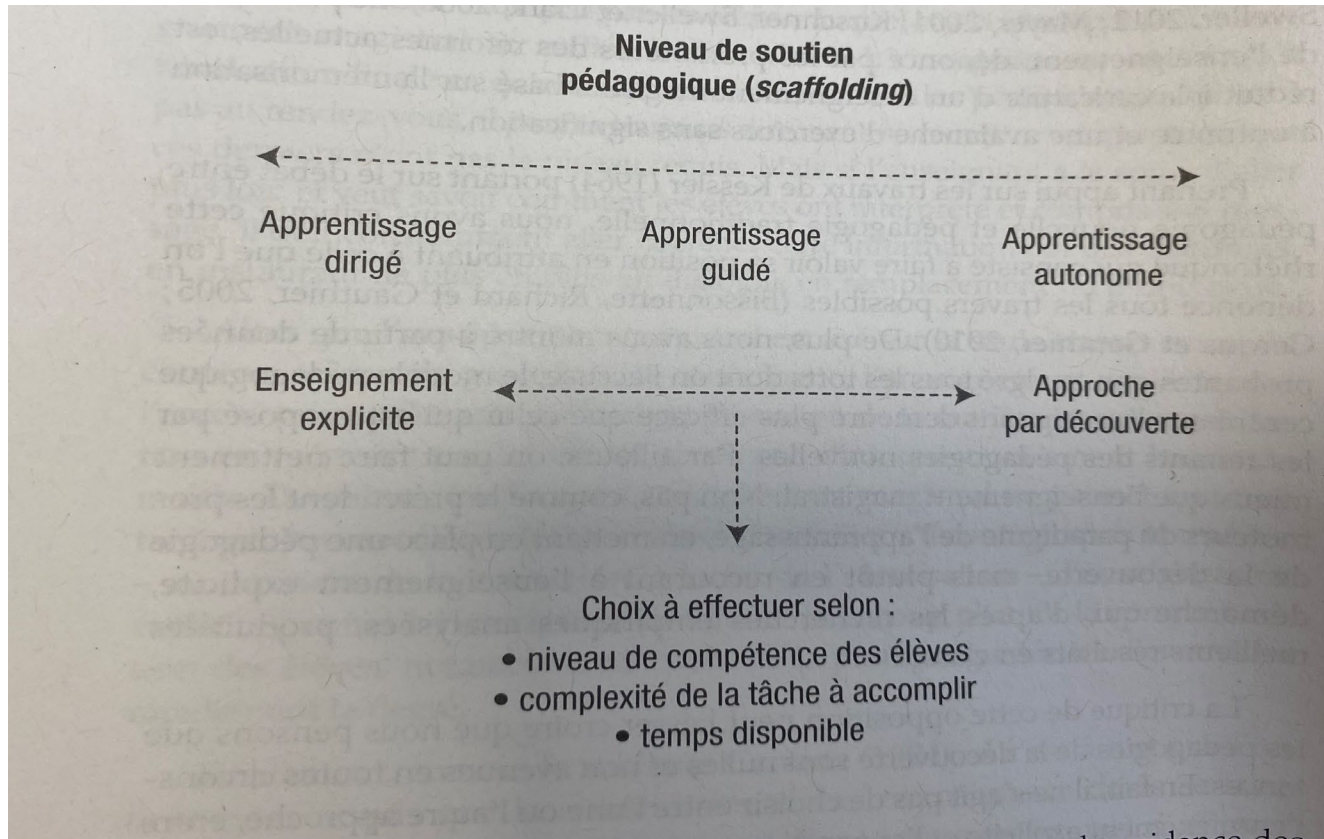 Niveau de soutien
pédagogique (scaffolding)
Apprentissage
dirigé
Apprentissage
guidé
Apprentissage
autonome
Enseignement
explicite
Approche
par découverte
Choix à effectuer selon :
• niveau de compétence des élèves
• complexité de la tâche à accomplir
• temps disponible